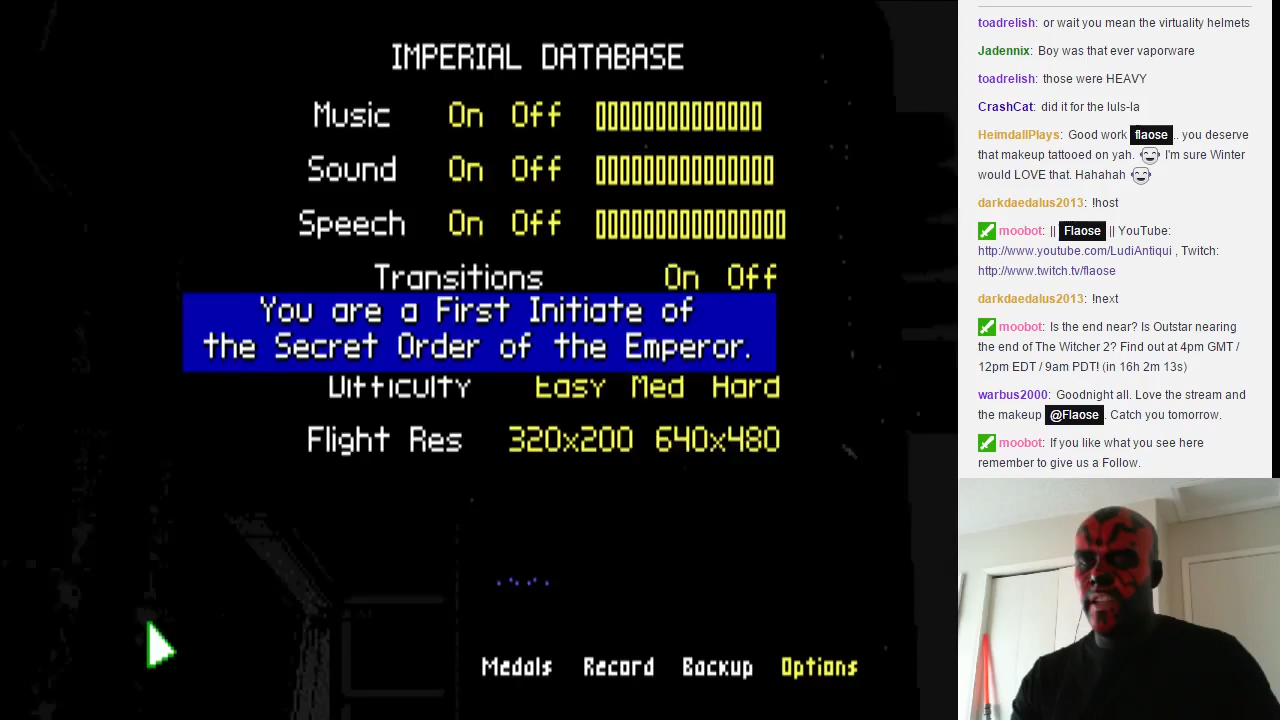 IMPERIAL DATABASE
Music On Off
Sound On Off
Speech On Off
Transitions On Off
You are a First Initiate of
the Secret Order of the Emperor.
Difficulty Easy Med Hard
Flight Res 320x200 640x480
Medals Record Backup Options
toadrelish: or wait you mean the virtuality helmets
Jadennix: Boy was that ever vaporware
toadrelish: those were HEAVY
CrashCat: did it for the luls-la
HeimdallPlays: Good work flaose .. you deserve
that makeup tattooed on yah. I'm sure Winter
would LOVE that. Hahahah
darkdaedalus2013: !host
moobot: || Flaose || YouTube:
http://www.youtube.com/LudiAntiqui , Twitch:
http://www.twitch.tv/flaose
darkdaedalus2013: !next
moobot: Is the end near? Is Outstar nearing
the end of The Witcher 2? Find out at 4pm GMT /
12pm EDT / 9am PDT! (in 16h 2m 13s)
warbus2000: Goodnight all. Love the stream and
the makeup @Flaose . Catch you tomorrow.
moobot: If you like what you see here
remember to give us a Follow.